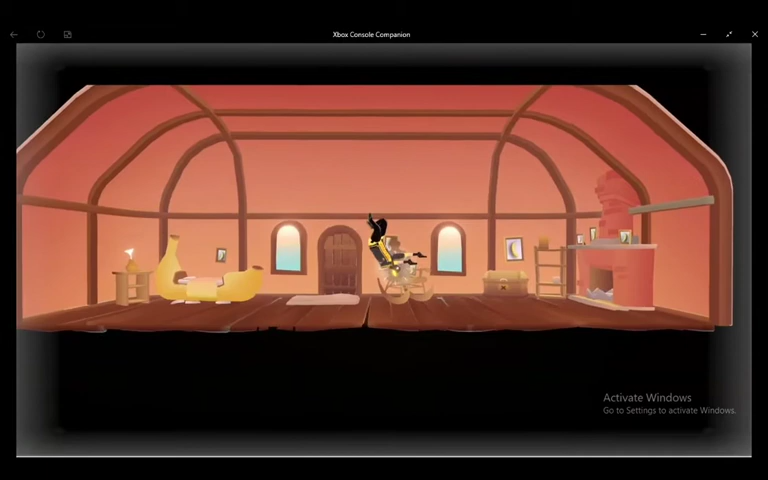 Xbox Console Companion
Activate Windows
Go to Settings to activate Windows.